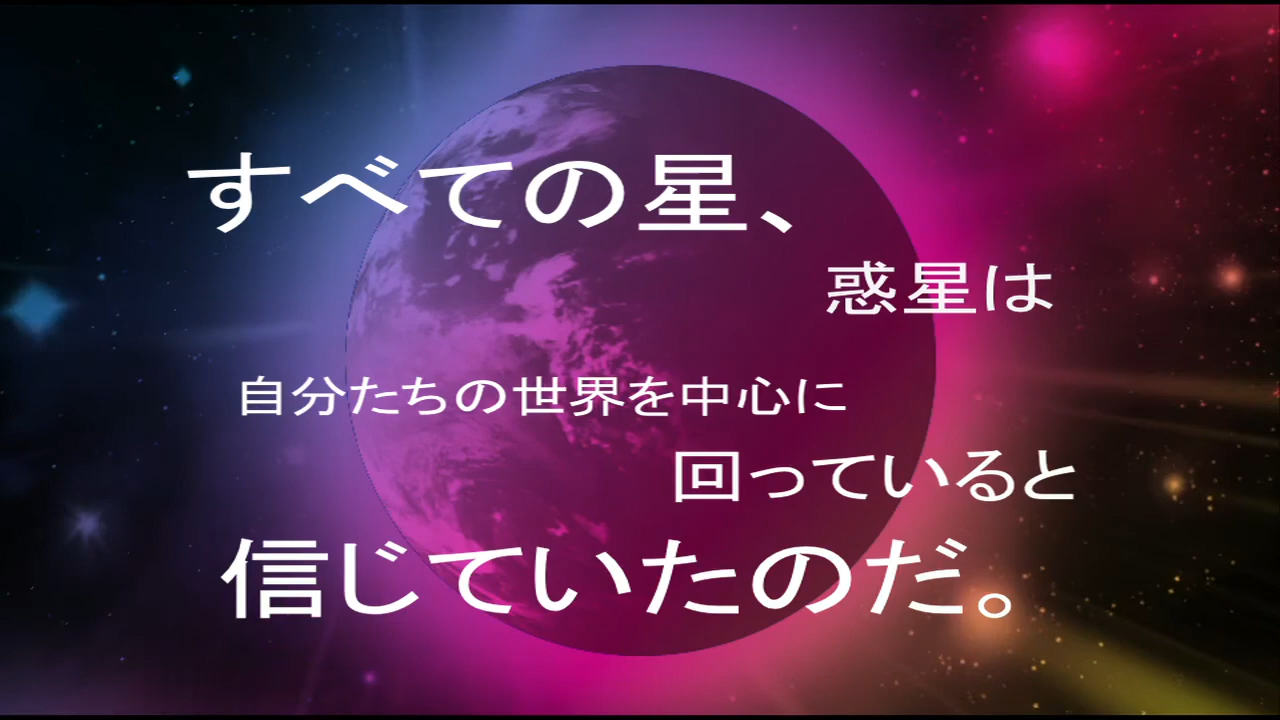 すべての星、
惑星は
自分たちの世界を中心に
回っていると
信じていたのだ。